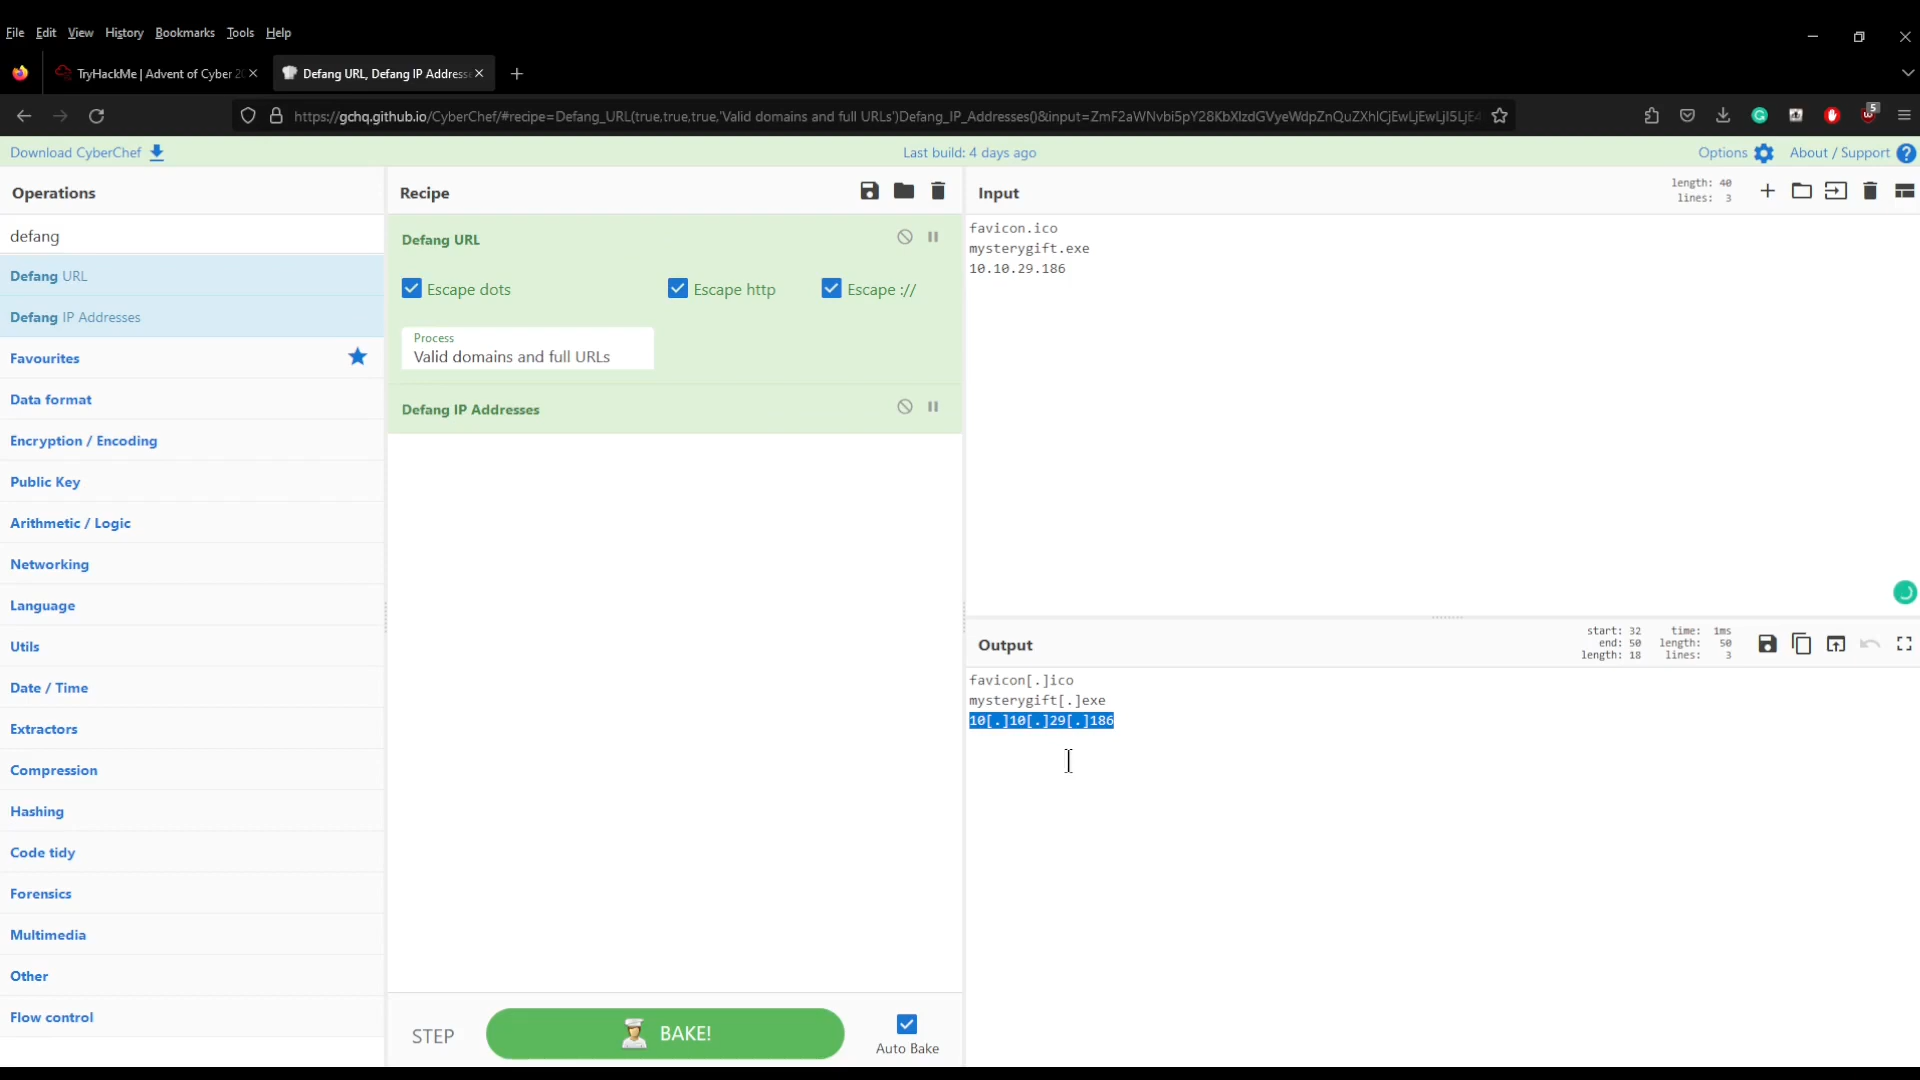 File Edit View History Bookmarks Tools Help
TryHackMe | Advent of Cyber 20
Defang URL, Defang IP Address
https://gchq.github.io/CyberChef/#recipe=Defang_URL(true,true,true,'Valid domains and full URLs')Defang_IP_Addresses()&input=ZmF2aWNvbi5pY28KbXlzdGVyeWdpZnQuZXhlCjEwLjEwLjI5LjE4
5
Download CyberChef
Last build: 4 days ago
Options
About / Support
Operations
defang
Defang URL
Defang IP Addresses
Favourites
Data format
Encryption / Encoding
Public Key
Arithmetic / Logic
Networking
Language
Utils
Date / Time
Extractors
Compression
Hashing
Code tidy
Forensics
Multimedia
Other
Flow control
Recipe
Defang URL
Escape dots
Escape http
Escape ://
Process
Valid domains and full URLs
Defang IP Addresses
STEP
BAKE!
Auto Bake
Input
length: 40
lines: 3
favicon.ico
mysterygift.exe
10.10.29.186
Output
start: 32 time: 1ms
end: 50 length: 50
length: 18 lines: 3
favicon[.]ico
mysterygift[.]exe
10[.]10[.]29[.]186